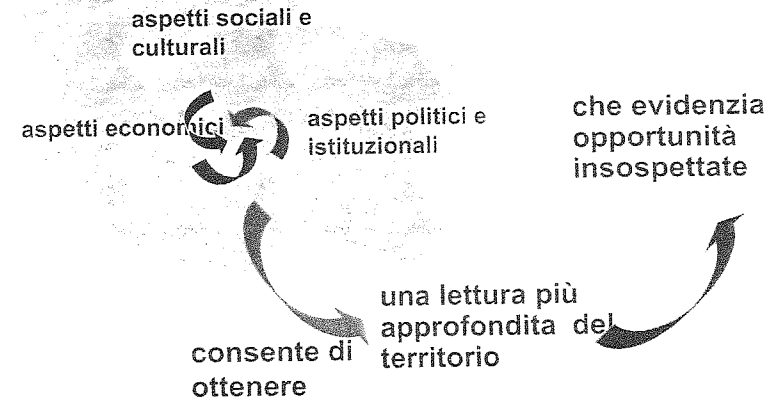 aspetti sociali e
culturali
aspetti economici
aspetti politici e
istituzionali
consente di
ottenere
una lettura più
approfondita del
territorio
che evidenzia
opportunità
insospettate